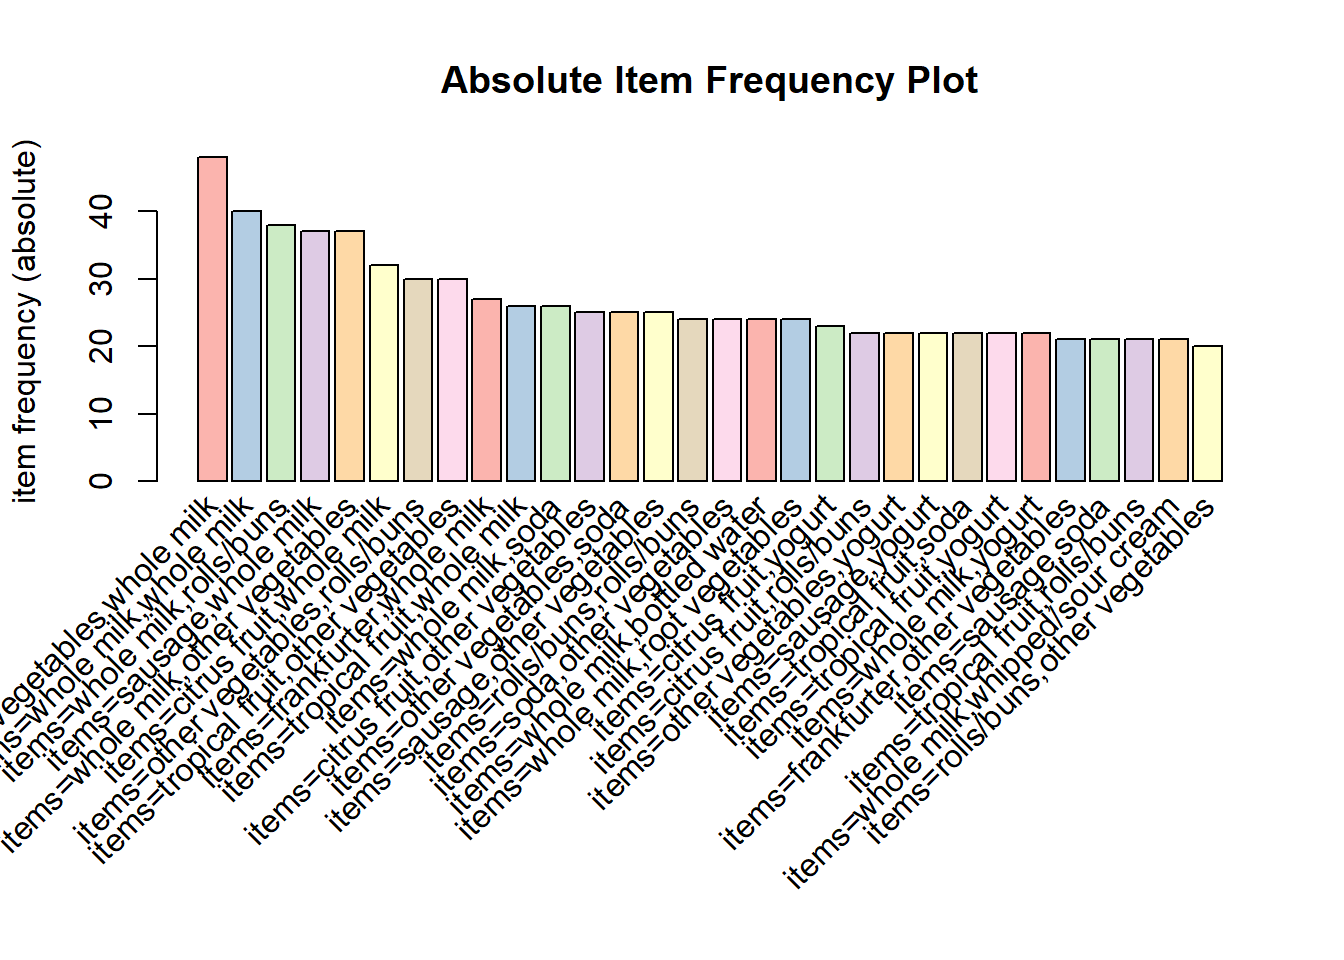 Absolute Item Frequency Plot
item frequency (absolute)
0
10
20
30
40
vegetables,whole milk
=whole milk,whole milk
items=whole milk,rolls/buns
items=sausage,whole milk
items=whole milk,other vegetables
items=citrus fruit,whole milk
items=other vegetables,rolls/buns
items=tropical fruit,other vegetables
items=frankfurter,whole milk
items=tropical fruit,whole milk
items=whole milk,soda
items=citrus fruit,other vegetables
items=other vegetables,soda
items=sausage,other vegetables
items=rolls/buns,rolls/buns
items=soda,other vegetables
items=whole milk,bottled water
items=whole milk,root vegetables
items=citrus fruit,yogurt
items=citrus fruit,rolls/buns
items=other vegetables,yogurt
items=sausage,yogurt
items=tropical fruit,soda
items=tropical fruit,yogurt
items=whole milk,yogurt
items=frankfurter,other vegetables
items=sausage,soda
items=tropical fruit,rolls/buns
items=whole milk,whipped/sour cream
items=rolls/buns,other vegetables